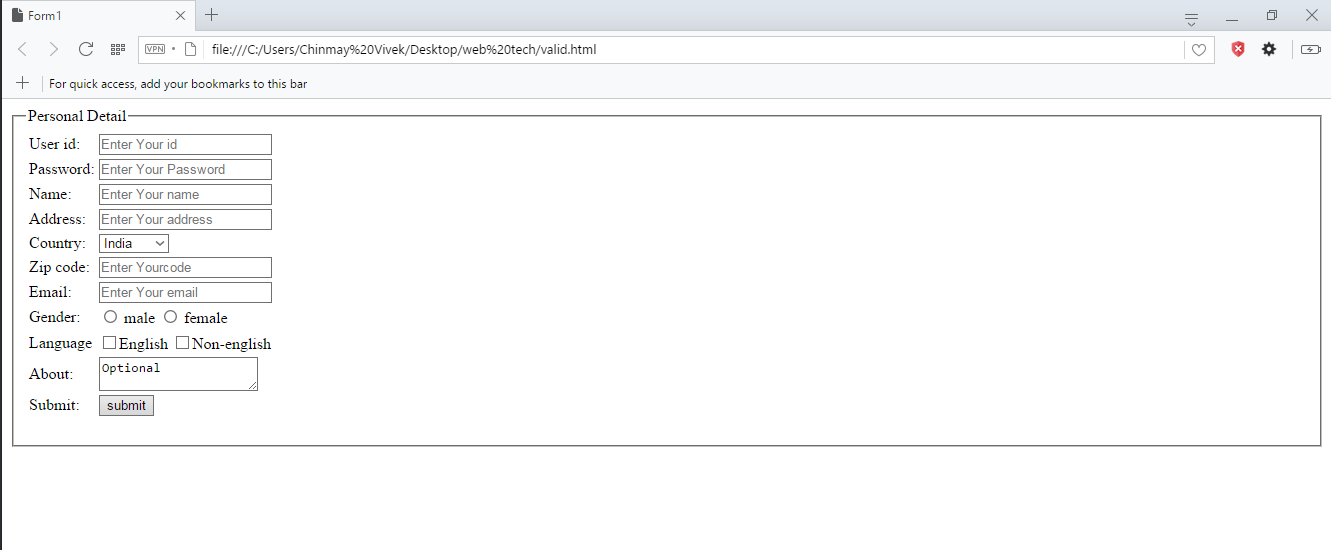 Form1
VPN file:///C:/Users/Chinmay%20Vivek/Desktop/web%20tech/valid.html
For quick access, add your bookmarks to this bar
Personal Detail
User id: Enter Your id
Password: Enter Your Password
Name: Enter Your name
Address: Enter Your address
Country: India
Zip code: Enter Yourcode
Email: Enter Your email
Gender: male female
Language English Non-english
About: Optional
Submit: submit